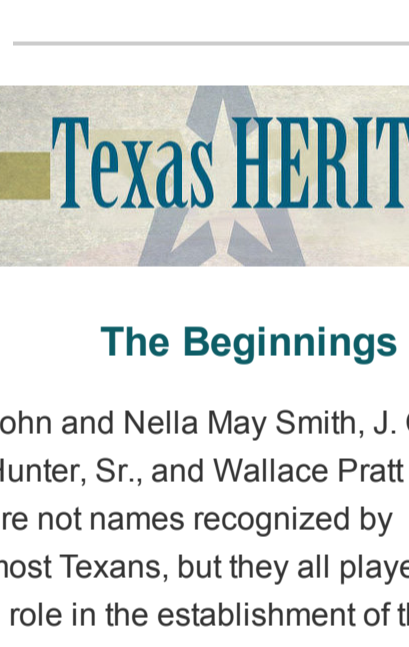 Texas HERIT
The Beginnings
ohn and Nella May Smith, J.
Hunter, Sr., and Wallace Pratt
re not names recognized by
most Texans, but they all playe
role in the establishment of t